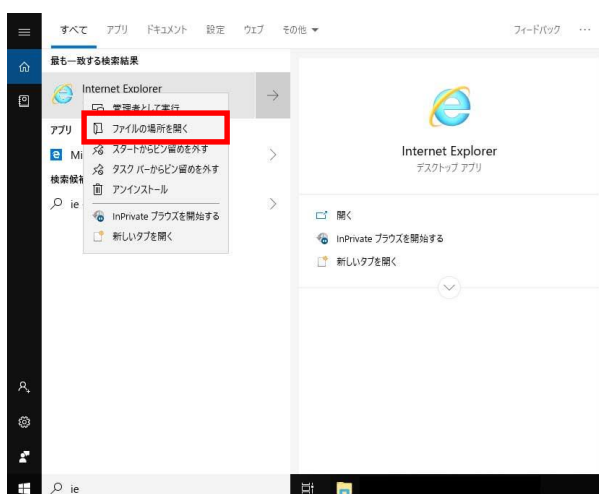 すべて アプリ ドキュメント 設定 ウェブ その他 フィードバック ...
最も一致する検索結果
Internet Explorer
管理者として実行
アプリ
ファイルの場所を開く
Mi
スタートからピン留めを外す
タスク バーからピン留めを外す
検索候補
アンインストール
ie
InPrivate ブラウズを開始する
新しいタブを開く
Internet Explorer
デスクトップ アプリ
開く
InPrivate ブラウズを開始する
新しいタブを開く
ie